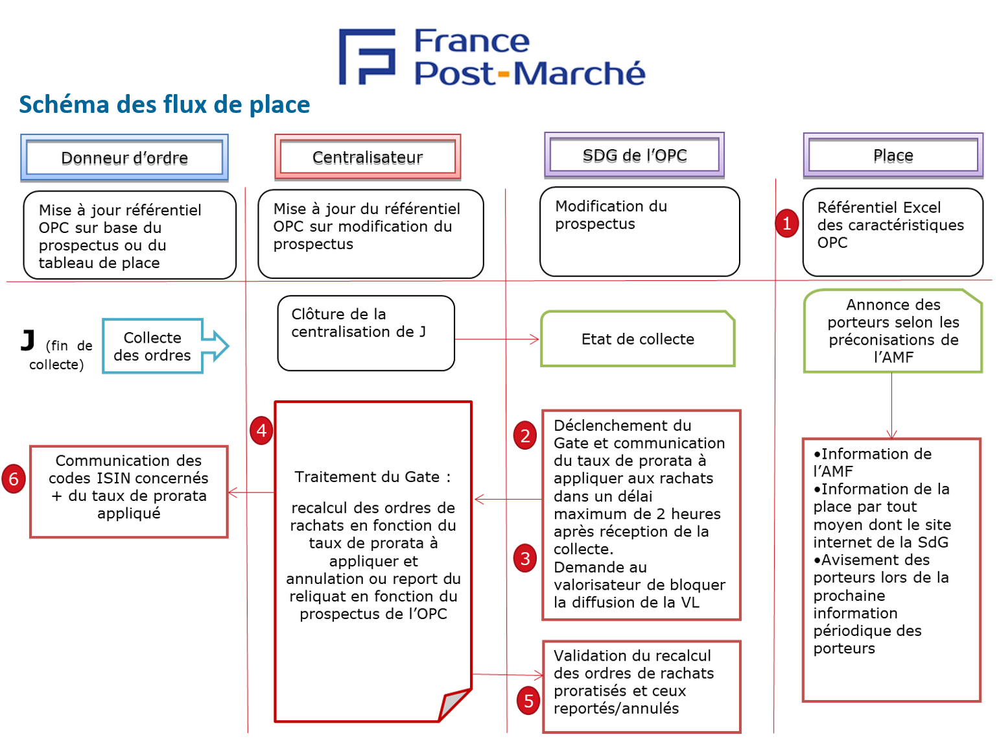 France
Post-Marché
Schéma des flux de place
Donneur d’ordre
Centralisateur
SDG de l’OPC
Place
Mise à jour référentiel
OPC sur base du
prospectus ou du
tableau de place
Mise à jour du référentiel
OPC sur modification du
prospectus
Modification du
prospectus
1
Référentiel Excel
des caractéristiques
OPC
J (fin de
collecte)
Collecte
des ordres
Clôture de la
centralisation de J
Etat de collecte
Annonce des
porteurs selon les
préconisations de
l’AMF
6
Communication des
codes ISIN concernés
+ du taux de prorata
appliqué
4
Traitement du Gate :
recalcul des ordres de
rachats en fonction du
taux de prorata à
appliquer et
annulation ou report du
reliquat en fonction du
prospectus de l’OPC
2
3
Déclenchement du
Gate et communication
du taux de prorata à
appliquer aux rachats
dans un délai
maximum de 2 heures
après réception de la
collecte.
Demande au
valorisateur de bloquer
la diffusion de la VL
5
Validation du recalcul
des ordres de rachats
proratisés et ceux
reportés/annulés
•Information de
l’AMF
•Information de la
place par tout
moyen dont le site
internet de la SdG
•Avisement des
porteurs lors de la
prochaine
information
périodique des
porteurs